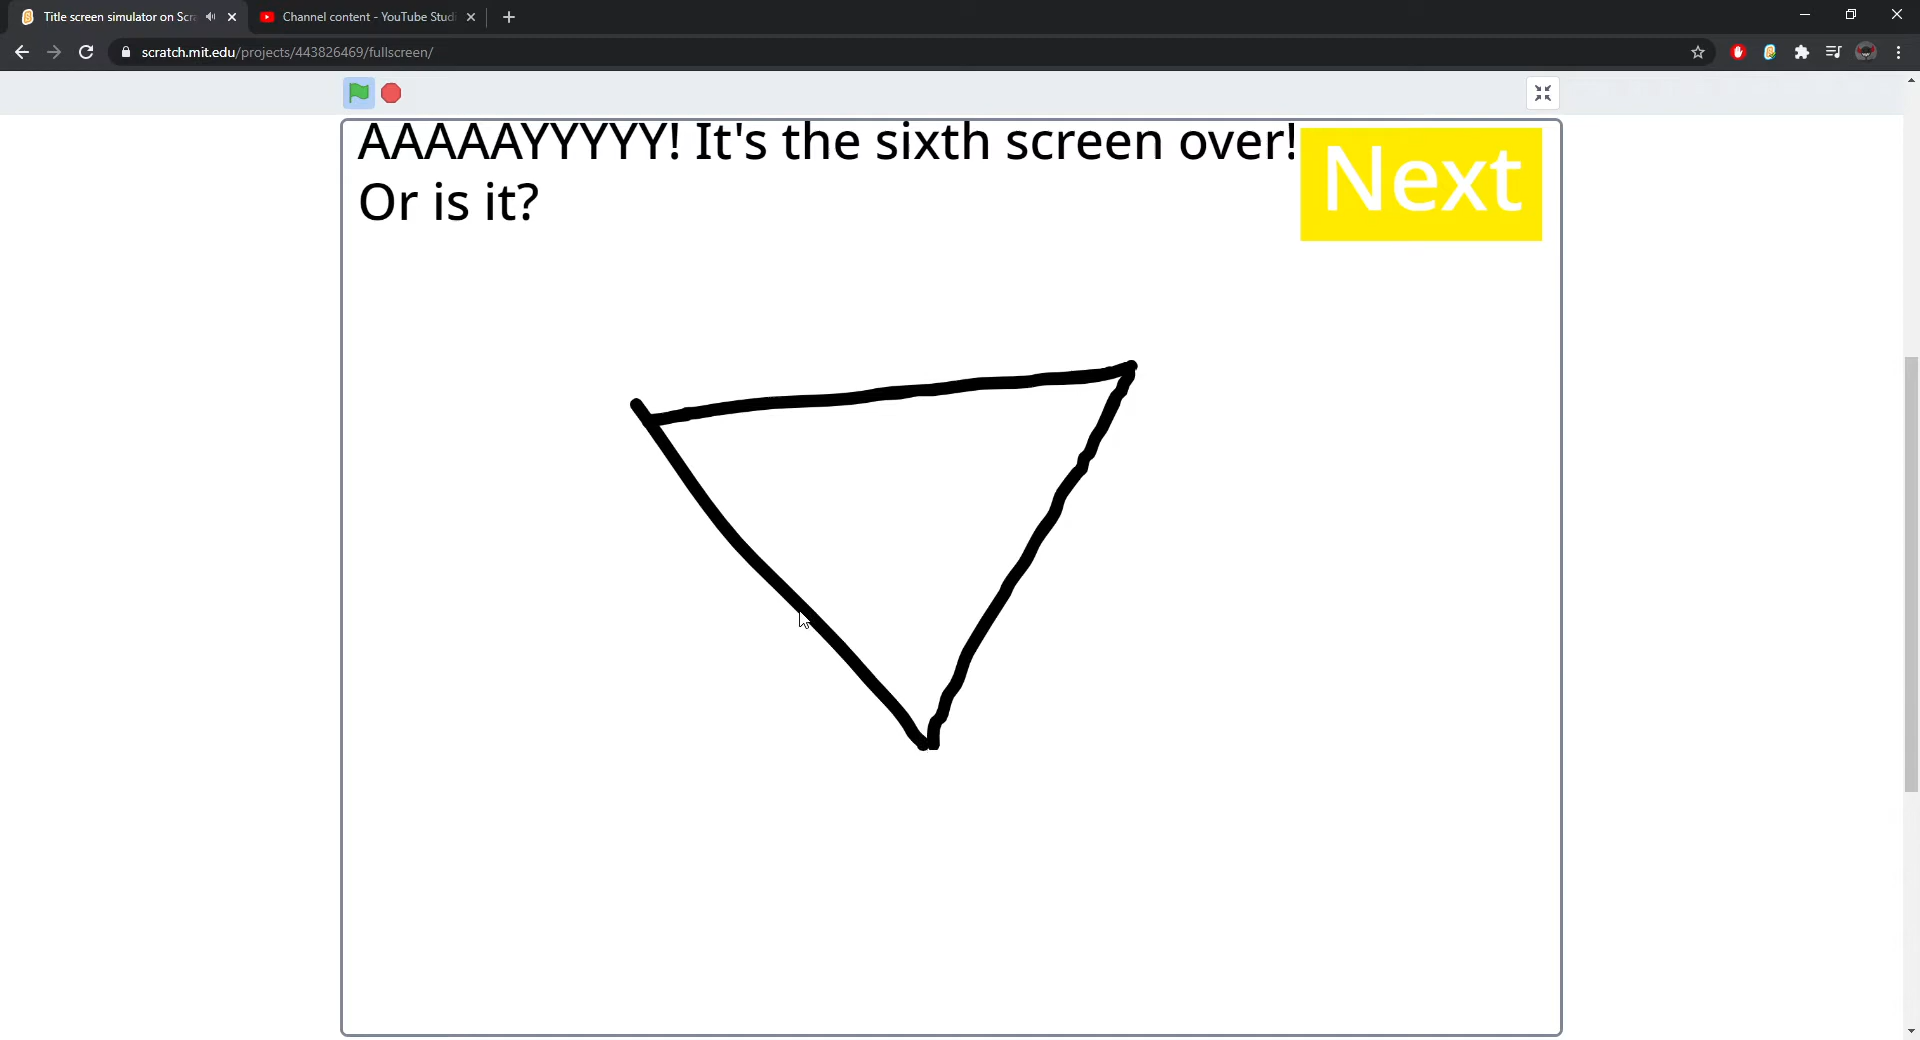 Title screen simulator on Scra
Channel content - YouTube Studi
scratch.mit.edu/projects/443826469/fullscreen/
AAAAAYYYYY! It's the sixth screen over!
Or is it?
Next